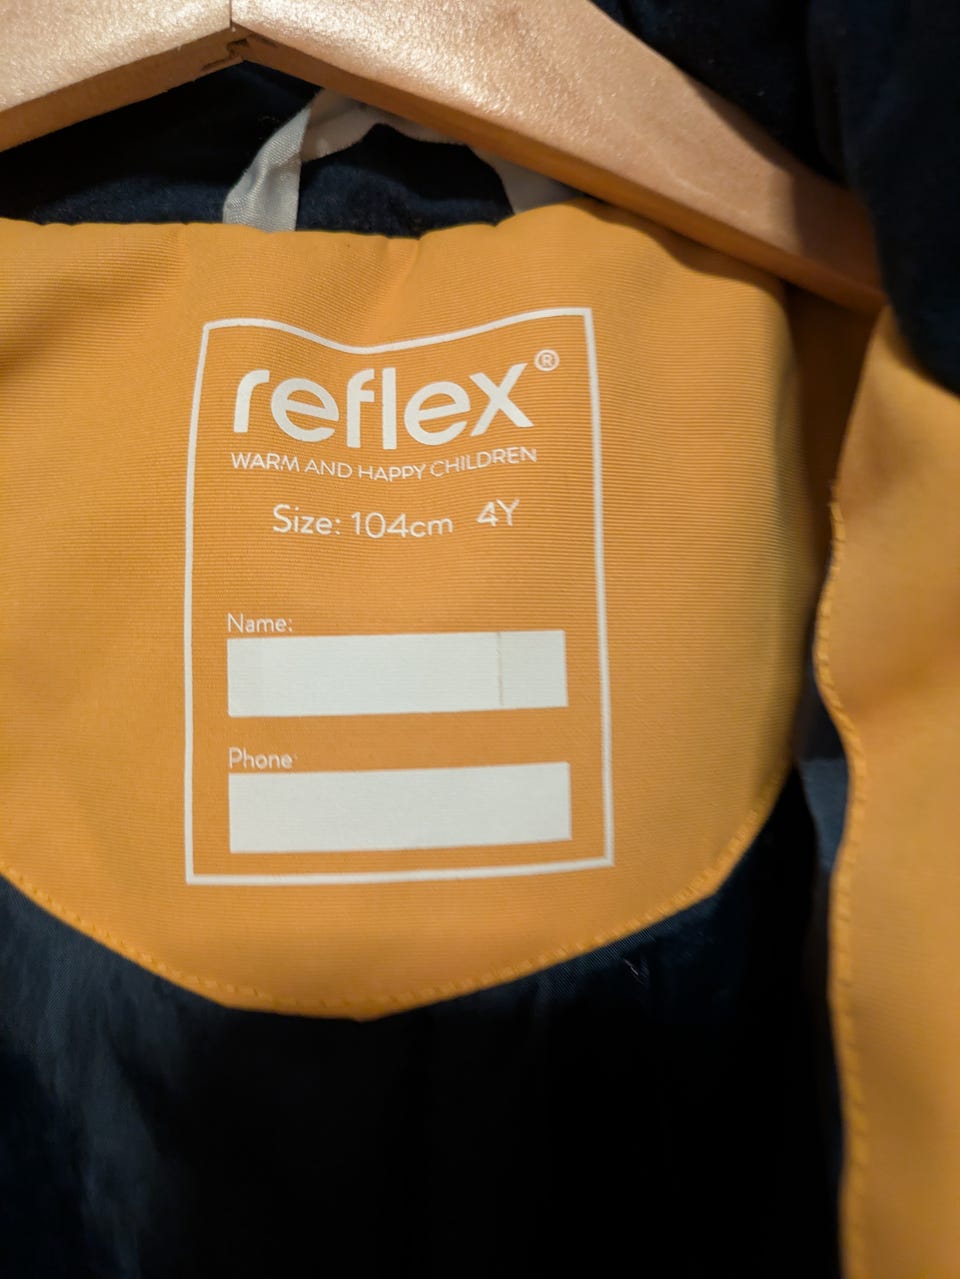 reflex®
WARM AND HAPPY CHILDREN
Size: 104cm 4Y
Name:
Phone: